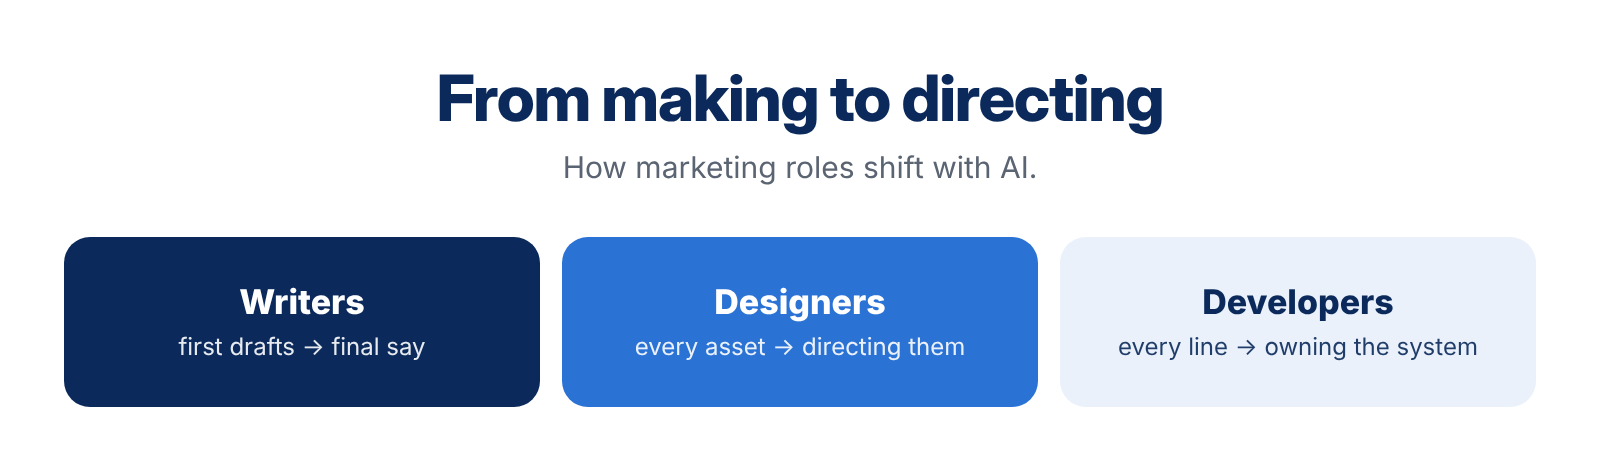 From making to directing
How marketing roles shift with AI.
Writers
first drafts → final say
Designers
every asset → directing them
Developers
every line → owning the system